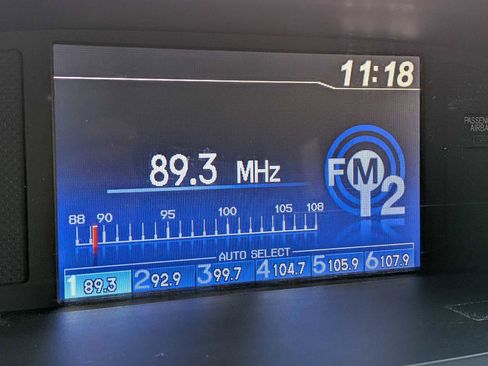 11:18
89.3 MHz
FM2
88 90 95 100 105 108
AUTO SELECT
1 89.3 2 92.9 3 99.7 4 104.7 5 105.9 6 107.9